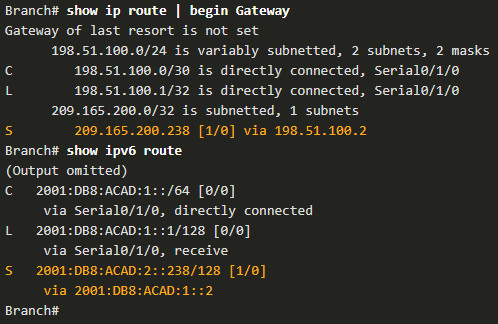 Branch# show ip route | begin Gateway
Gateway of last resort is not set
198.51.100.0/24 is variably subnetted, 2 subnets, 2 masks
C 198.51.100.0/30 is directly connected, Serial0/1/0
L 198.51.100.1/32 is directly connected, Serial0/1/0
209.165.200.0/32 is subnetted, 1 subnets
S 209.165.200.238 [1/0] via 198.51.100.2
Branch# show ipv6 route
(Output omitted)
C 2001:DB8:ACAD:1::/64 [0/0]
via Serial0/1/0, directly connected
L 2001:DB8:ACAD:1::1/128 [0/0]
via Serial0/1/0, receive
S 2001:DB8:ACAD:2::238/128 [1/0]
via 2001:DB8:ACAD:1::2
Branch#